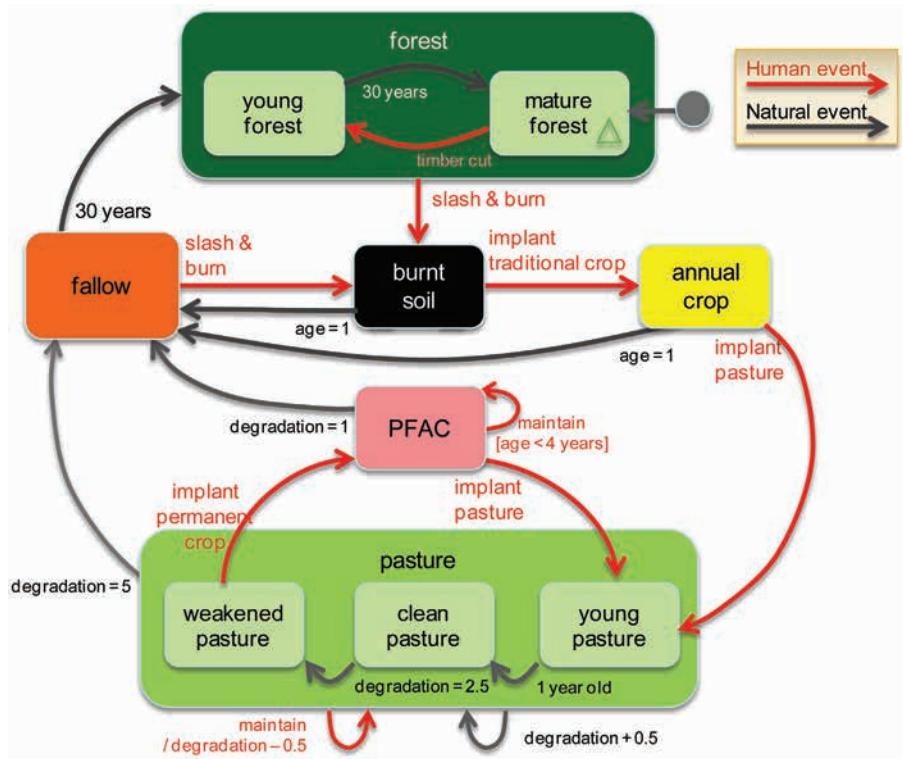 forest
Human event
Natural event
young
forest
30 years
mature
forest
timber cut
30 years
slash & burn
slash &
burn
implant
traditional crop
fallow
burnt
soil
annual
crop
age = 1
age = 1
implant
pasture
degradation = 1
PFAC
maintain
[age < 4 years]
implant
permanent
crop
implant
pasture
pasture
degradation = 5
weakened
pasture
clean
pasture
young
pasture
degradation = 2.5
1 year old
maintain
/ degradation – 0.5
degradation + 0.5